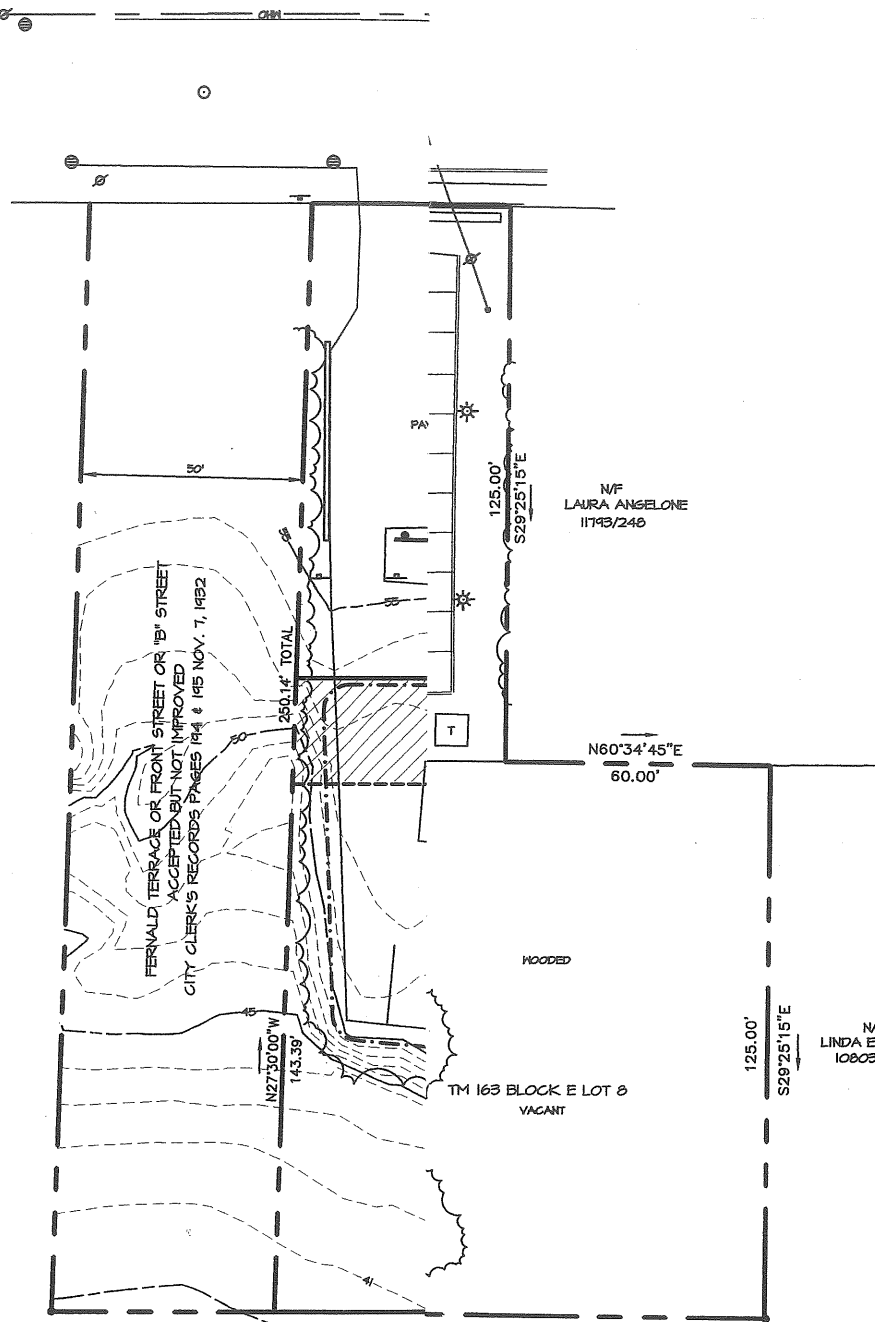 OHW
50'
PAV
125.00'
S29°25'15"E
N/F
LAURA ANGELONE
11793/248
55
55
250.14' TOTAL
FERNALD TERRACE OR FRONT STREET OR "B" STREET
ACCEPTED BUT NOT IMPROVED
CITY CLERK'S RECORDS PAGES 194 & 195 NOV. 7, 1932
50
T
N60°34'45"E
60.00'
WOODED
45
N27°30'00"W
143.39'
125.00'
S29°25'15"E
LINDA E
10803
TM 163 BLOCK E LOT 8
VACANT
41